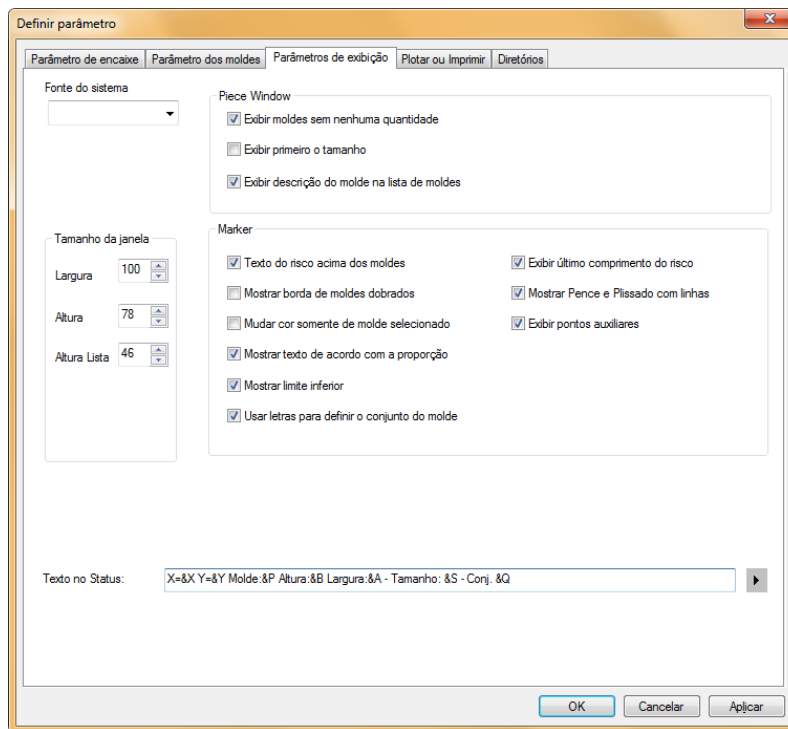 Definir parâmetro
Parâmetro de encaixe Parâmetro dos moldes Parâmetros de exibição Plotar ou Imprimir Diretórios
Fonte do sistema
Piece Window
Exibir moldes sem nenhuma quantidade
Exibir primeiro o tamanho
Exibir descrição do molde na lista de moldes
Tamanho da janela
Largura 100
Altura 78
Altura Lista 46
Marker
Texto do risco acima dos moldes
Mostrar borda de moldes dobrados
Mudar cor somente de molde selecionado
Mostrar texto de acordo com a proporção
Mostrar limite inferior
Usar letras para definir o conjunto do molde
Exibir último comprimento do risco
Mostrar Pence e Plissado com linhas
Exibir pontos auxiliares
Texto no Status: X=&X Y=&Y Molde:&P Altura:&B Largura:&A - Tamanho: &S - Conj. &Q
OK Cancelar Aplicar